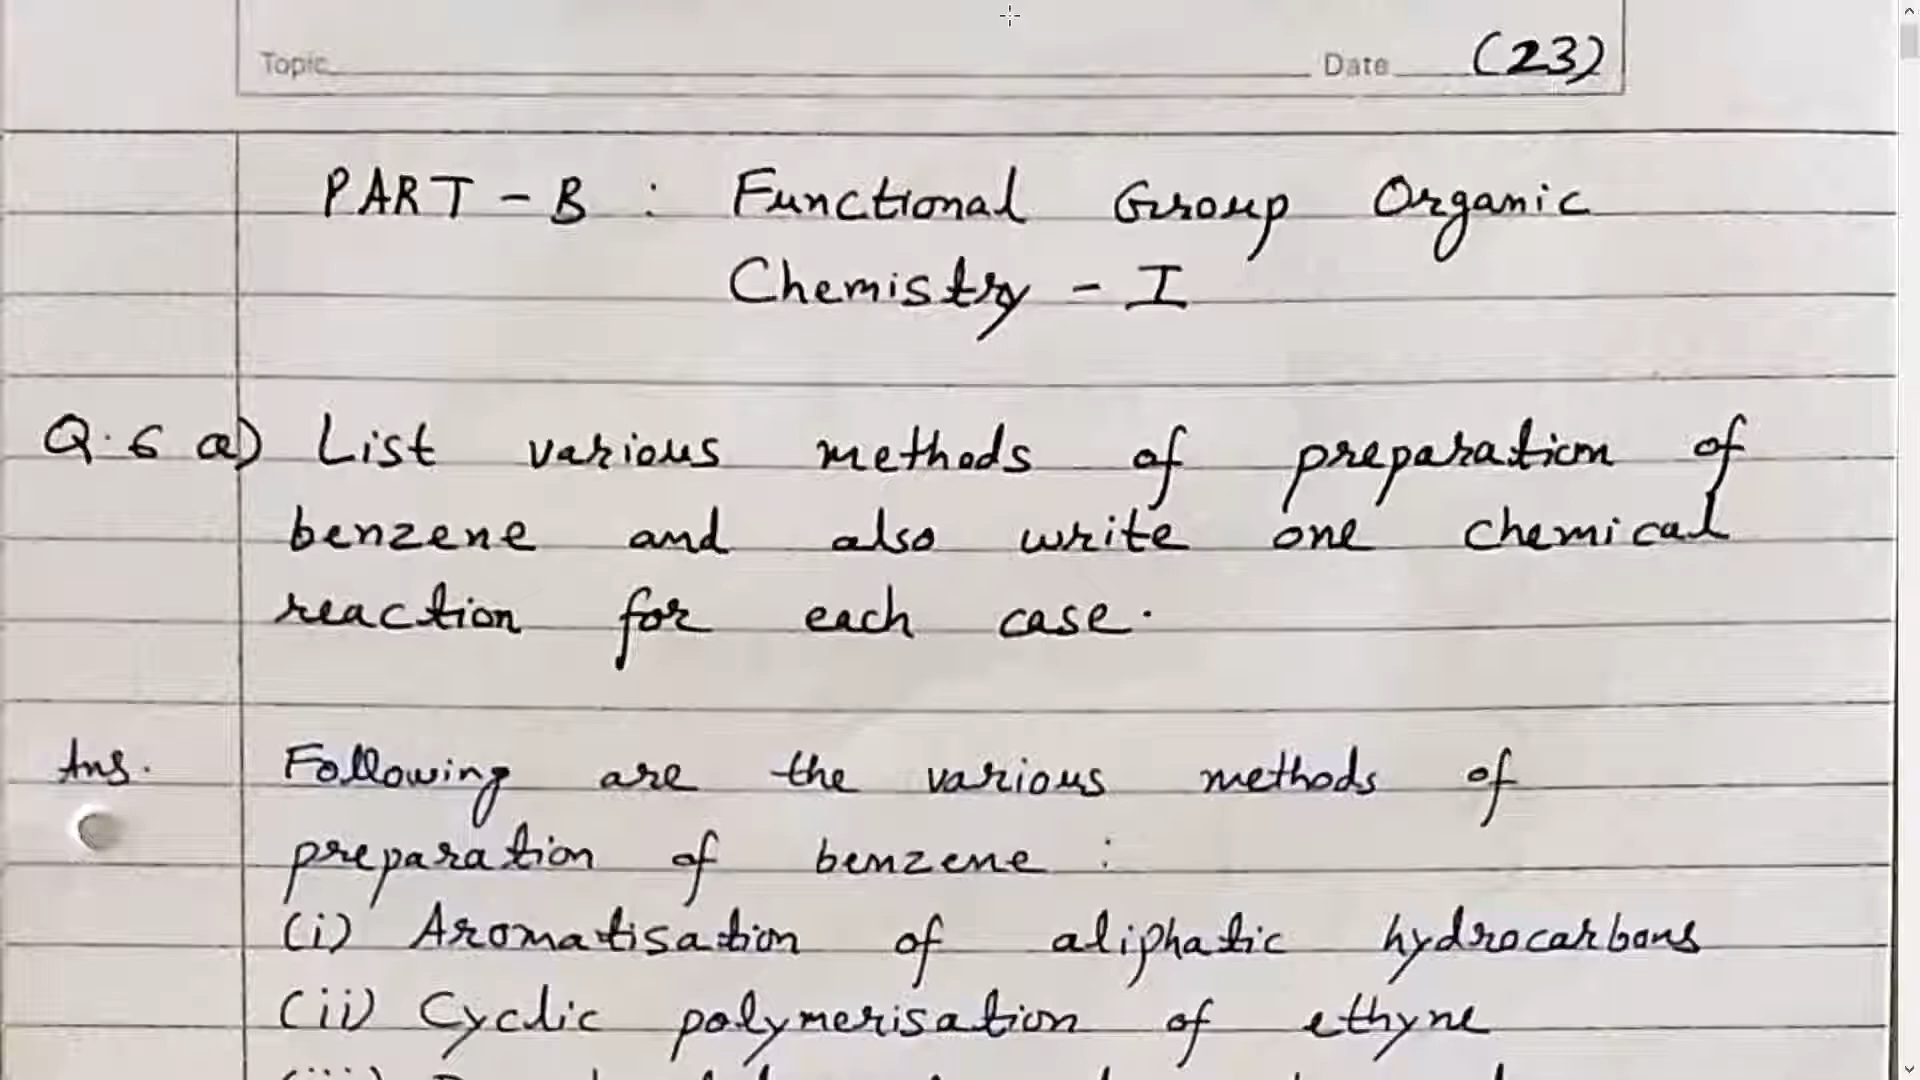 Topic Date (23)
PART - B : Functional Group Organic
Chemistry - I
Q.6 a) List various methods of preparation of
benzene and also write one chemical
reaction for each case.
Ans. Following are the various methods of
preparation of benzene :
(i) Aromatisation of aliphatic hydrocarbons
(ii) Cyclic polymerisation of ethyne
(iii)